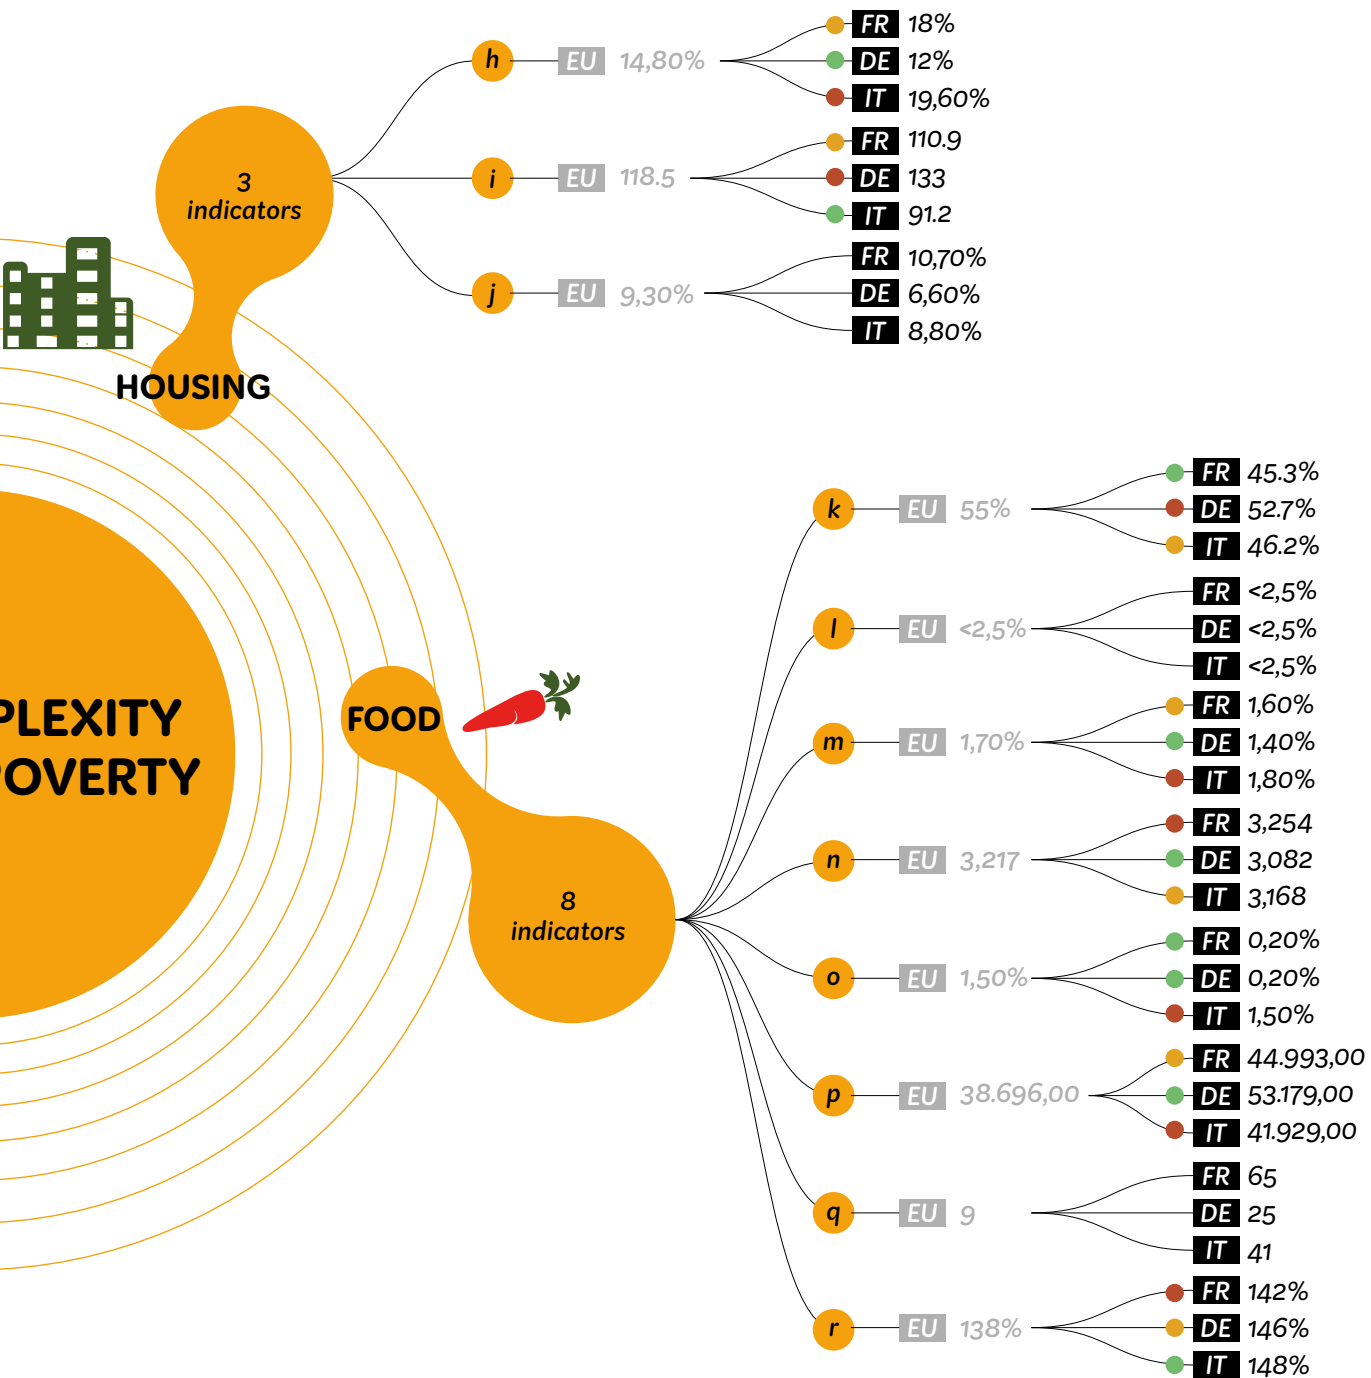 3
indicators
HOUSING
h EU 14,80%
FR 18%
DE 12%
IT 19,60%
i EU 118.5
FR 110.9
DE 133
IT 91.2
j EU 9,30%
FR 10,70%
DE 6,60%
IT 8,80%
PLEXITY
POVERTY
FOOD
8
indicators
k EU 55%
FR 45.3%
DE 52.7%
IT 46.2%
l EU <2,5%
FR <2,5%
DE <2,5%
IT <2,5%
m EU 1,70%
FR 1,60%
DE 1,40%
IT 1,80%
n EU 3,217
FR 3,254
DE 3,082
IT 3,168
o EU 1,50%
FR 0,20%
DE 0,20%
IT 1,50%
p EU 38.696,00
FR 44.993,00
DE 53.179,00
IT 41.929,00
q EU 9
FR 65
DE 25
IT 41
r EU 138%
FR 142%
DE 146%
IT 148%